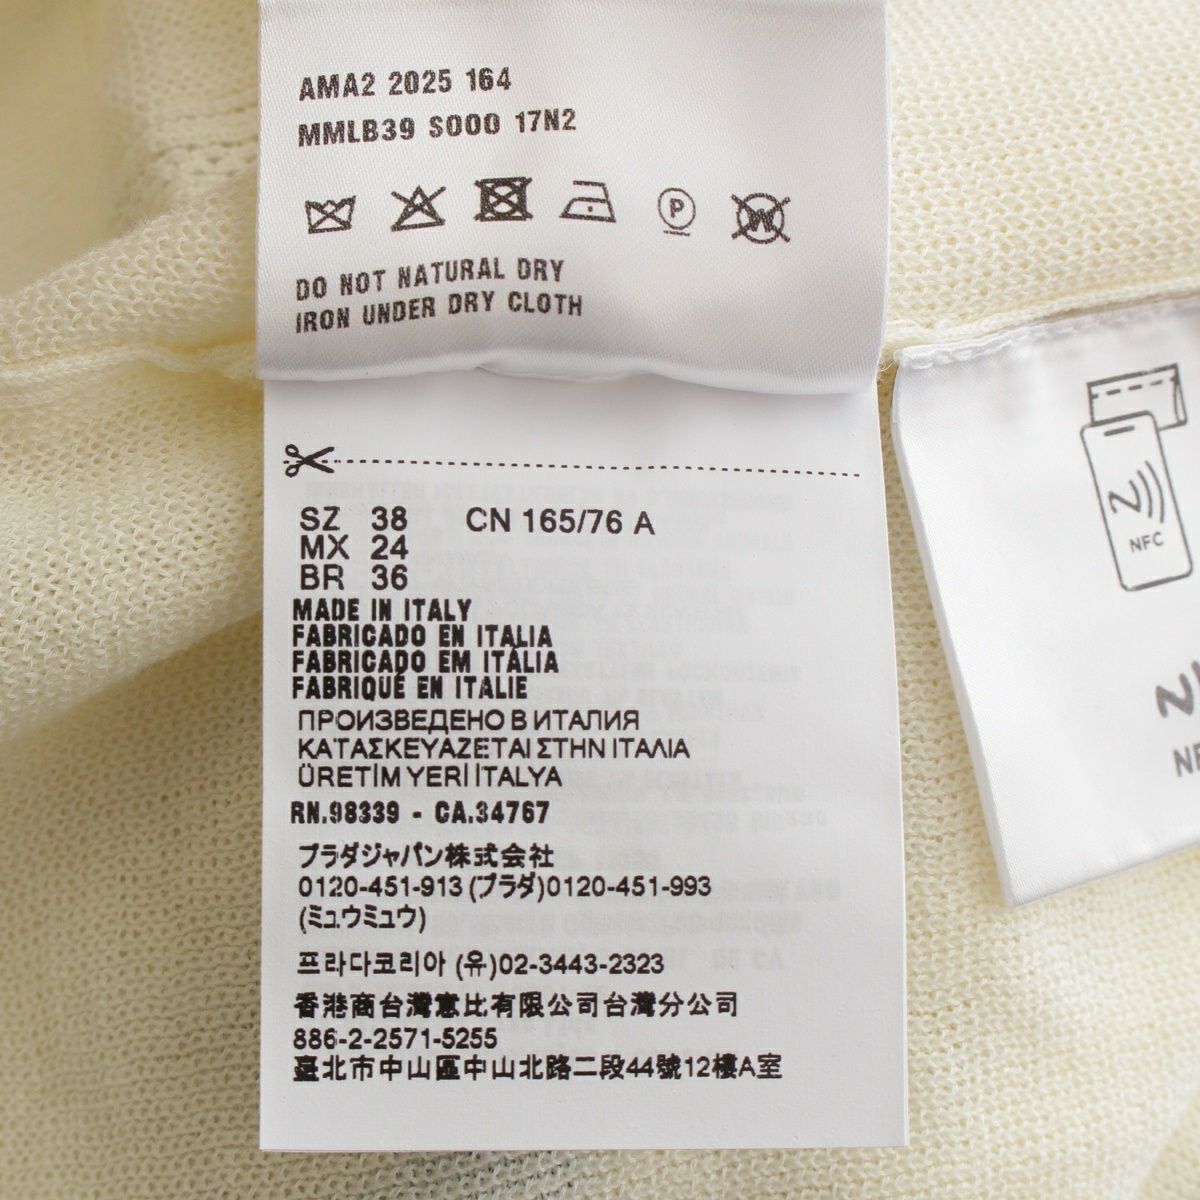 AMA2 2025 164
MMLB39 S000 17N2
P
W
DO NOT NATURAL DRY
IRON UNDER DRY CLOTH
SZ 38 CN 165/76 A
MX 24
BR 36
MADE IN ITALY
FABRICADO EN ITALIA
FABRICADO EM ITÁLIA
FABRIQUÉ EN ITALIE
ПРОИЗВЕДЕНО В ИТАЛИЯ
ΚΑΤΑΣΚΕΥΑΖΕΤΑΙ ΣΤΗΝ ΙΤΑΛΙΑ
ÜRETİM YERİ İTALYA
RN.98339 - CA.34767
プラダジャパン株式会社
0120-451-913 (プラダ)0120-451-993
(ミュウミュウ)
프라다코리아 (유)02-3443-2323
香港商台灣意比有限公司台灣分公司
886-2-2571-5255
臺北市中山區中山北路二段44號12樓A室
NFC